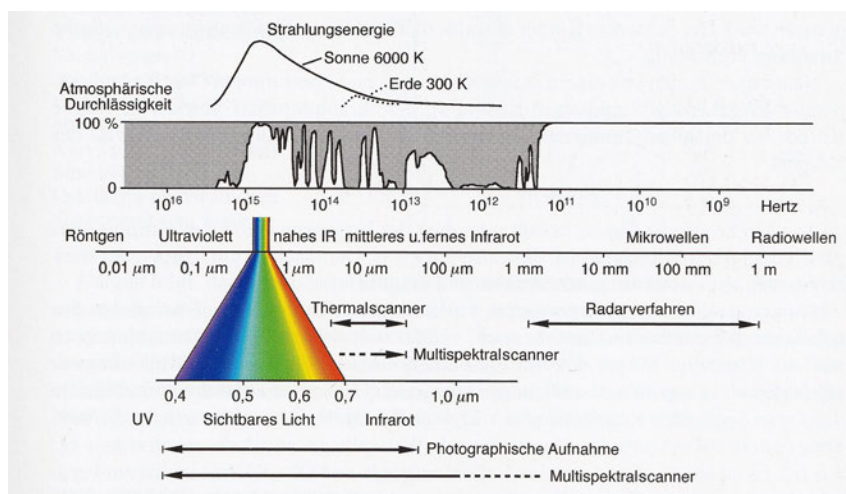 Strahlungsenergie
Sonne 6000 K
Erde 300 K
Atmosphärische
Durchlässigkeit
100 %
0
10¹⁶ 10¹⁵ 10¹⁴ 10¹³ 10¹² 10¹¹ 10¹⁰ 10⁹ Hertz
Röntgen Ultraviolett nahes IR mittleres u. fernes Infrarot Mikrowellen Radiowellen
0,01 µm 0,1 µm 1 µm 10 µm 100 µm 1 mm 10 mm 100 mm 1 m
Thermalscanner Radarverfahren
Multispektralscanner
0,4 0,5 0,6 0,7 1,0 µm
UV Sichtbares Licht Infrarot
Photographische Aufnahme
Multispektralscanner